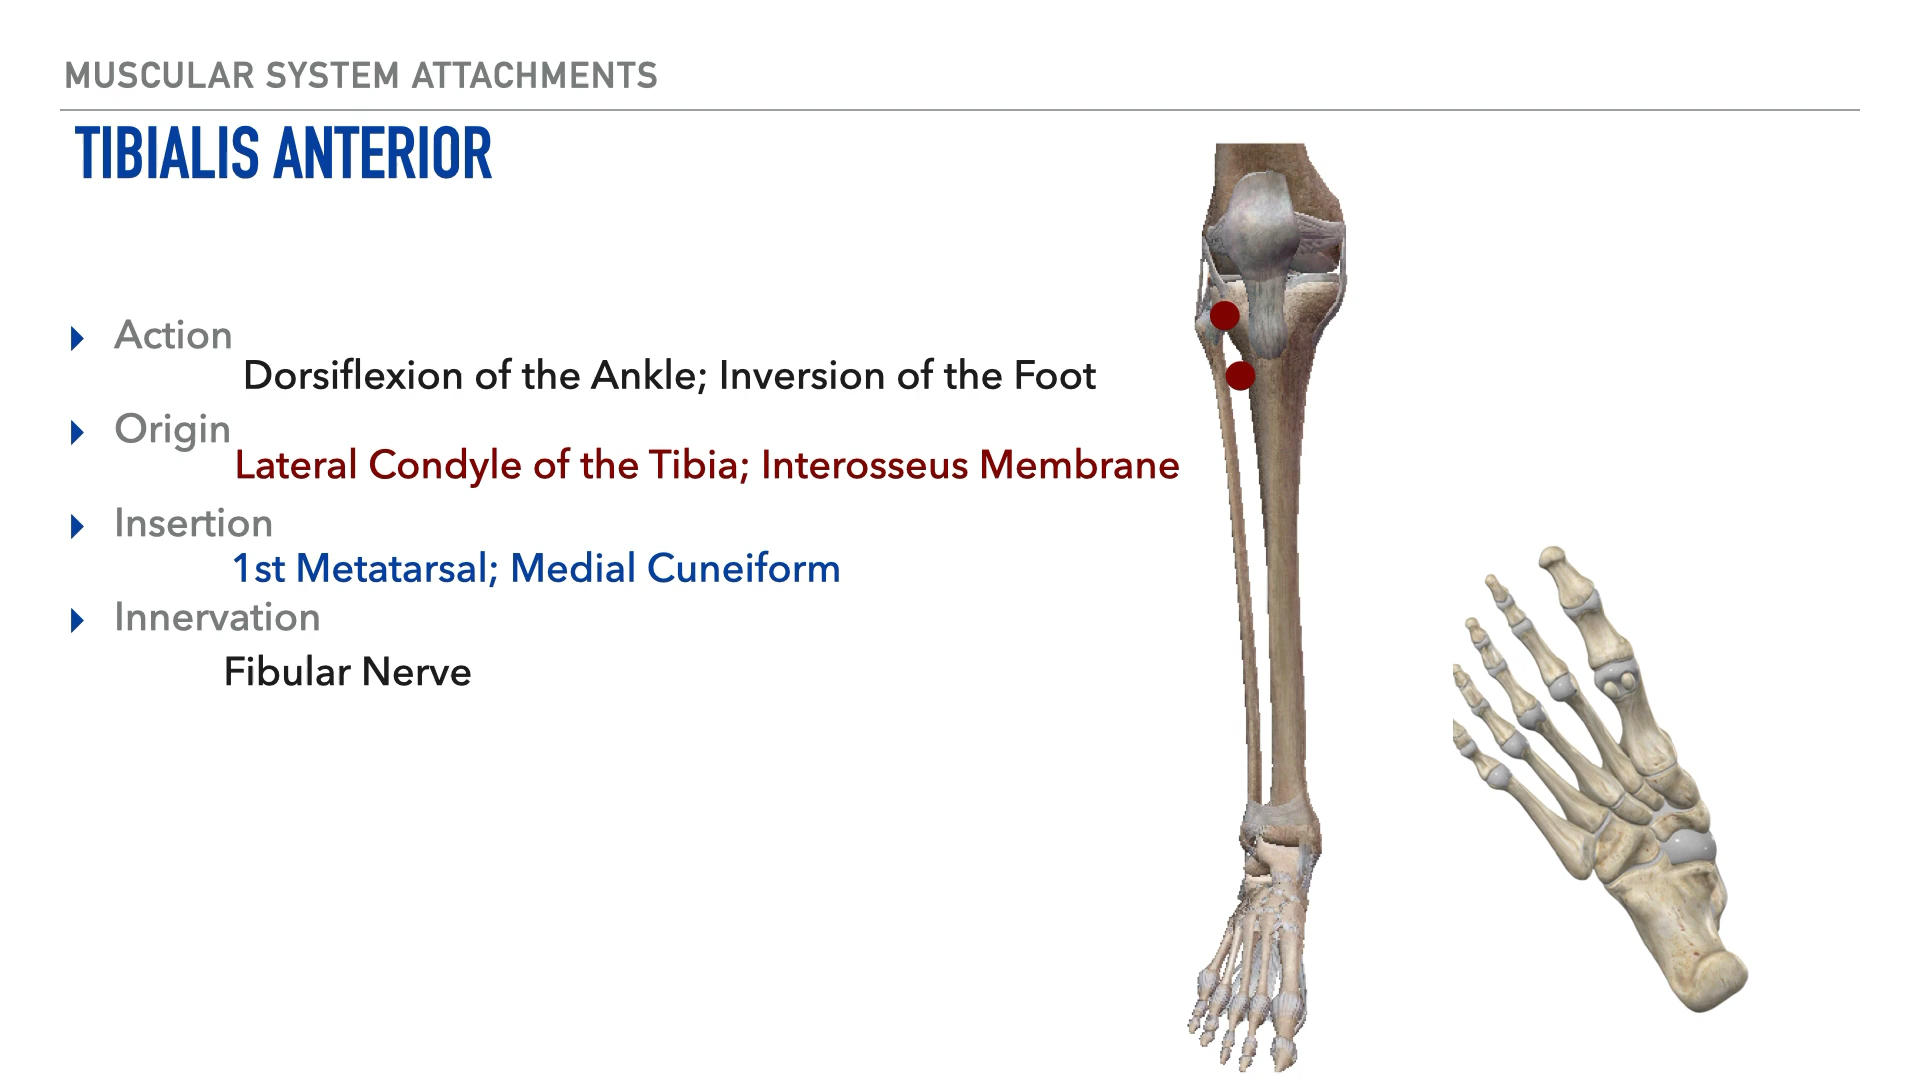 MUSCULAR SYSTEM ATTACHMENTS
TIBIALIS ANTERIOR
Action
Dorsiflexion of the Ankle; Inversion of the Foot
Origin
Lateral Condyle of the Tibia; Interosseus Membrane
Insertion
1st Metatarsal; Medial Cuneiform
Innervation
Fibular Nerve